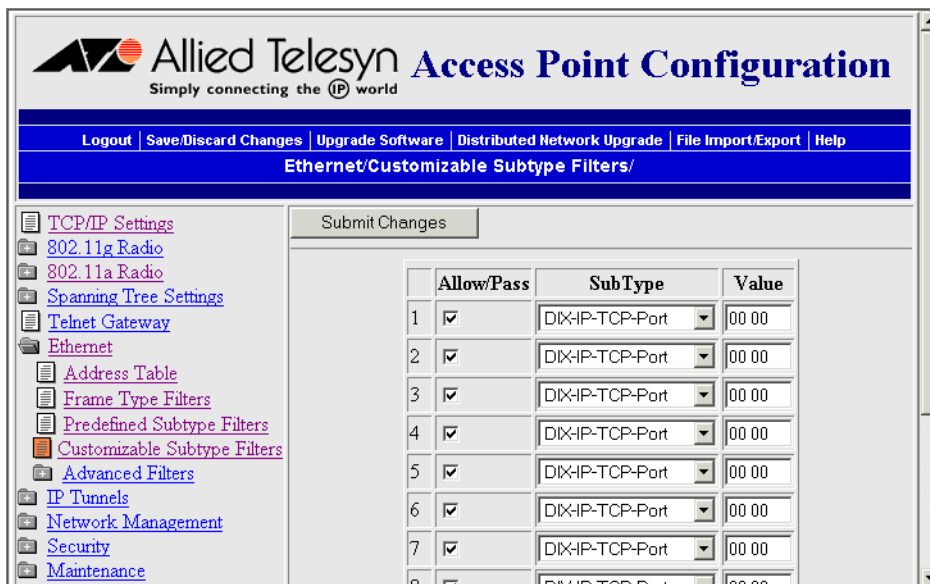 Allied Telesyn
Simply connecting the IP world
Access Point Configuration
Logout | Save/Discard Changes | Upgrade Software | Distributed Network Upgrade | File Import/Export | Help
Ethernet/Customizable Subtype Filters/
TCP/IP Settings
802.11g Radio
802.11a Radio
Spanning Tree Settings
Telnet Gateway
Ethernet
Address Table
Frame Type Filters
Predefined Subtype Filters
Customizable Subtype Filters
Advanced Filters
IP Tunnels
Network Management
Security
Maintenance
Submit Changes
Allow/Pass SubType Value
1 DIX-IP-TCP-Port 00 00
2 DIX-IP-TCP-Port 00 00
3 DIX-IP-TCP-Port 00 00
4 DIX-IP-TCP-Port 00 00
5 DIX-IP-TCP-Port 00 00
6 DIX-IP-TCP-Port 00 00
7 DIX-IP-TCP-Port 00 00